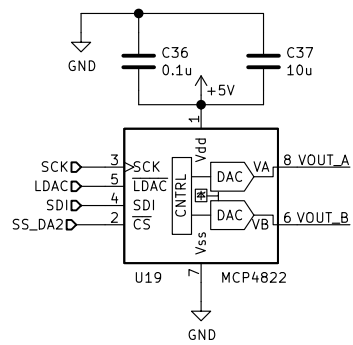 C36
0.1u
C37
10u
GND
+5V
1
Vdd
SCK 3 SCK
LDAC 5 LDAC
SDI 4 SDI
SS_DA2 2 CS
CNTRL
DAC
DAC
VA 8 VOUT_A
VB 6 VOUT_B
Vss
U19
7
MCP4822
GND